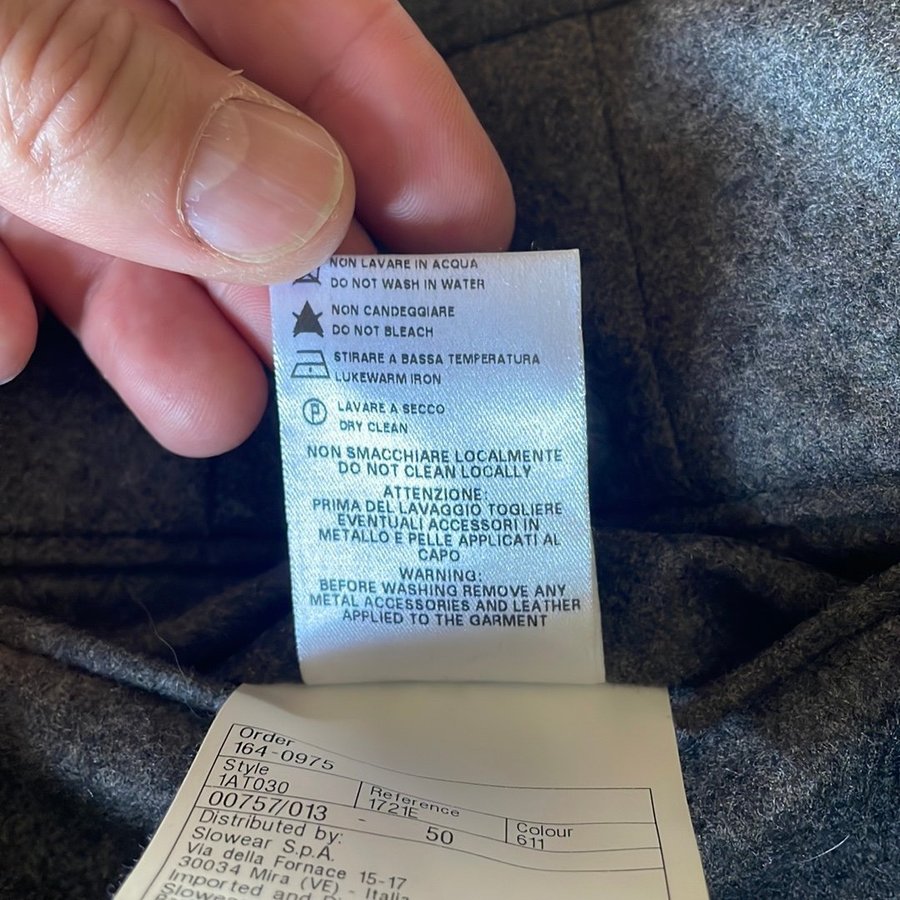 NON LAVARE IN ACQUA
DO NOT WASH IN WATER
NON CANDEGGIARE
DO NOT BLEACH
STIRARE A BASSA TEMPERATURA
LUKEWARM IRON
P
LAVARE A SECCO
DRY CLEAN
NON SMACCHIARE LOCALMENTE
DO NOT CLEAN LOCALLY
ATTENZIONE:
PRIMA DEL LAVAGGIO TOGLIERE
EVENTUALI ACCESSORI IN
METALLO E PELLE APPLICATI AL
CAPO
WARNING:
BEFORE WASHING REMOVE ANY
METAL ACCESSORIES AND LEATHER
APPLIED TO THE GARMENT
Order
164-0975
Style
1AT030
Reference
1721E
00757/013 - 50
Colour
611
Distributed by:
Slowear S.p.A.
Via della Fornace 15-17
30034 Mira (VE) - Italia
Imported and
Slowear